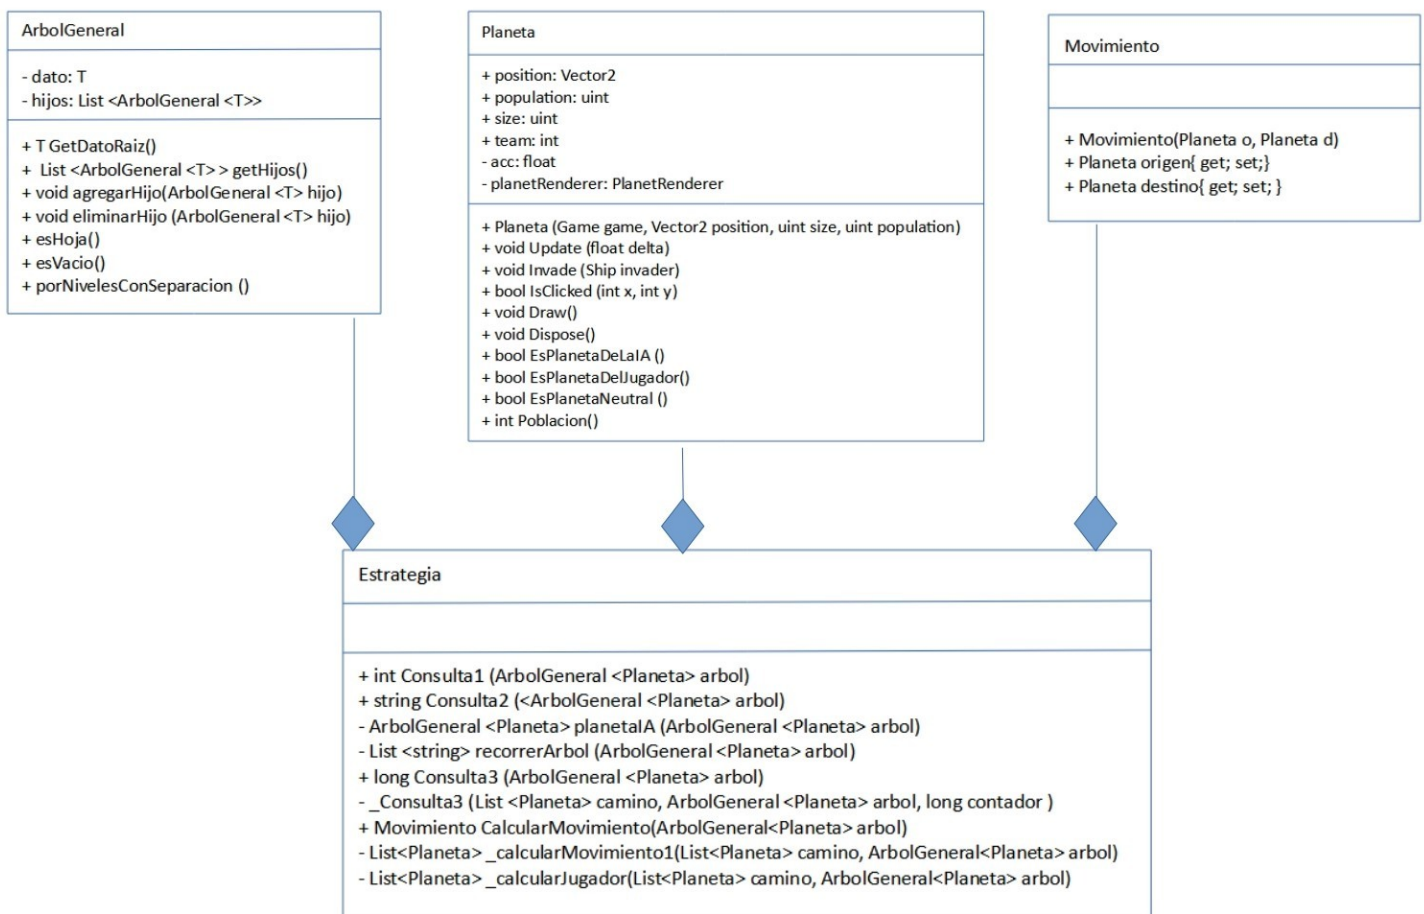 ArbolGeneral
- dato: T
- hijos: List <ArbolGeneral <T>>
+ T GetDatoRaiz()
+ List <ArbolGeneral <T> > getHijos()
+ void agregarHijo(ArbolGeneral <T> hijo)
+ void eliminarHijo (ArbolGeneral <T> hijo)
+ esHoja()
+ esVacio()
+ porNivelesConSeparacion ()
Planeta
+ position: Vector2
+ population: uint
+ size: uint
+ team: int
- acc: float
- planetRenderer: PlanetRenderer
+ Planeta (Game game, Vector2 position, uint size, uint population)
+ void Update (float delta)
+ void Invade (Ship invader)
+ bool IsClicked (int x, int y)
+ void Draw()
+ void Dispose()
+ bool EsPlanetaDeLaIA ()
+ bool EsPlanetaDelJugador()
+ bool EsPlanetaNeutral ()
+ int Poblacion()
Movimiento
+ Movimiento(Planeta o, Planeta d)
+ Planeta origen{ get; set;}
+ Planeta destino{ get; set; }
Estrategia
+ int Consulta1 (ArbolGeneral <Planeta> arbol)
+ string Consulta2 (<ArbolGeneral <Planeta> arbol)
- ArbolGeneral <Planeta> planetaIA (ArbolGeneral <Planeta> arbol)
- List <string> recorrerArbol (ArbolGeneral <Planeta> arbol)
+ long Consulta3 (ArbolGeneral <Planeta> arbol)
- _Consulta3 (List <Planeta> camino, ArbolGeneral <Planeta> arbol, long contador )
+ Movimiento CalcularMovimiento(ArbolGeneral<Planeta> arbol)
- List<Planeta> _calcularMovimiento1(List<Planeta> camino, ArbolGeneral<Planeta> arbol)
- List<Planeta> _calcularJugador(List<Planeta> camino, ArbolGeneral<Planeta> arbol)